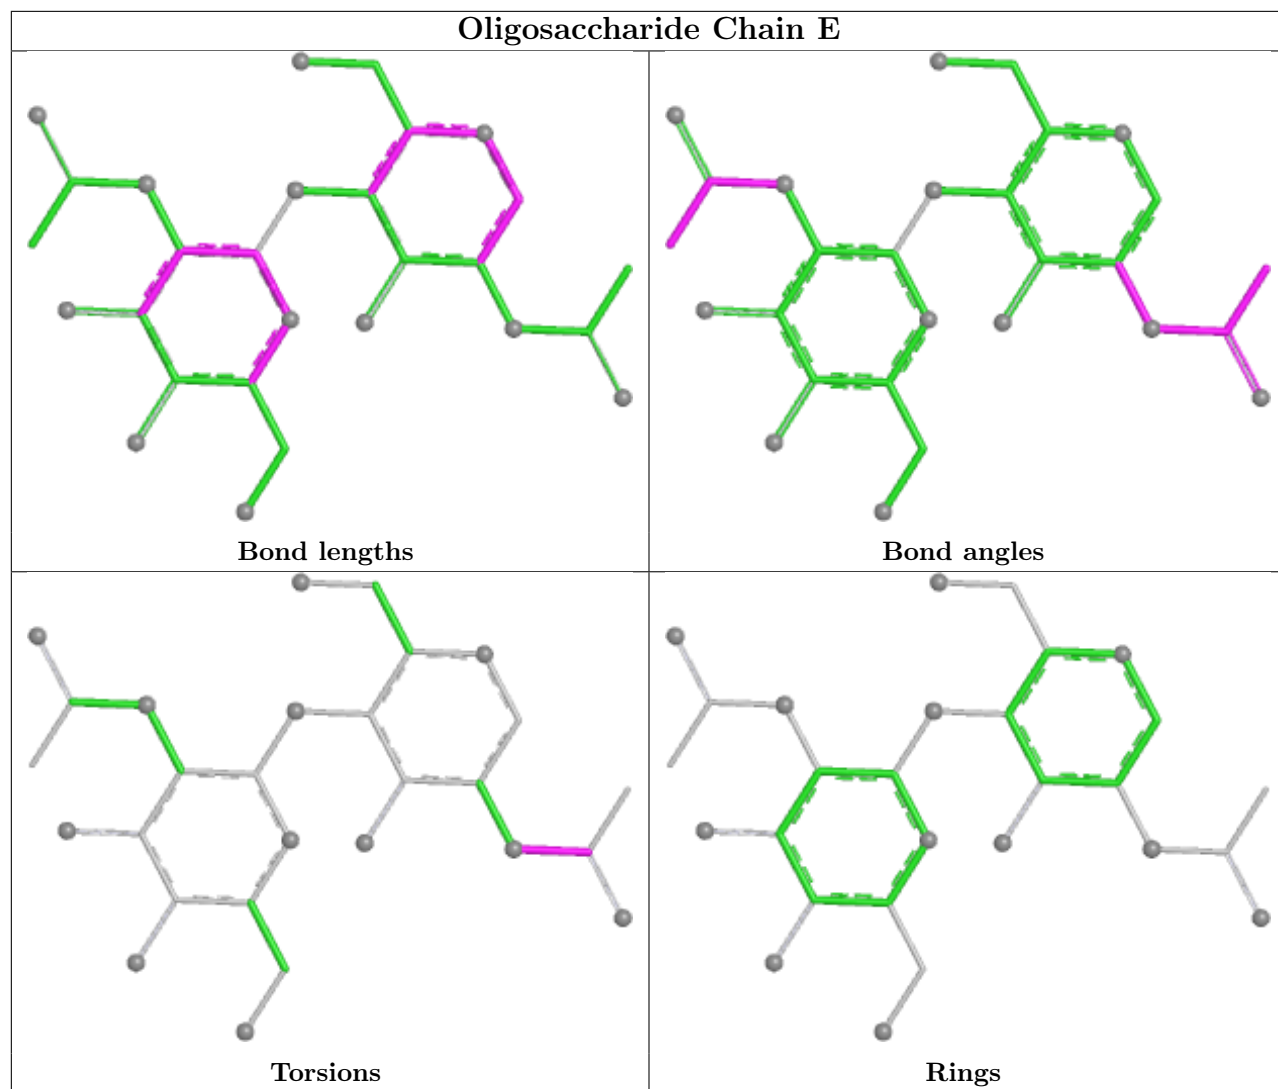 Oligosaccharide Chain E
Bond lengths
Bond angles
Torsions
Rings